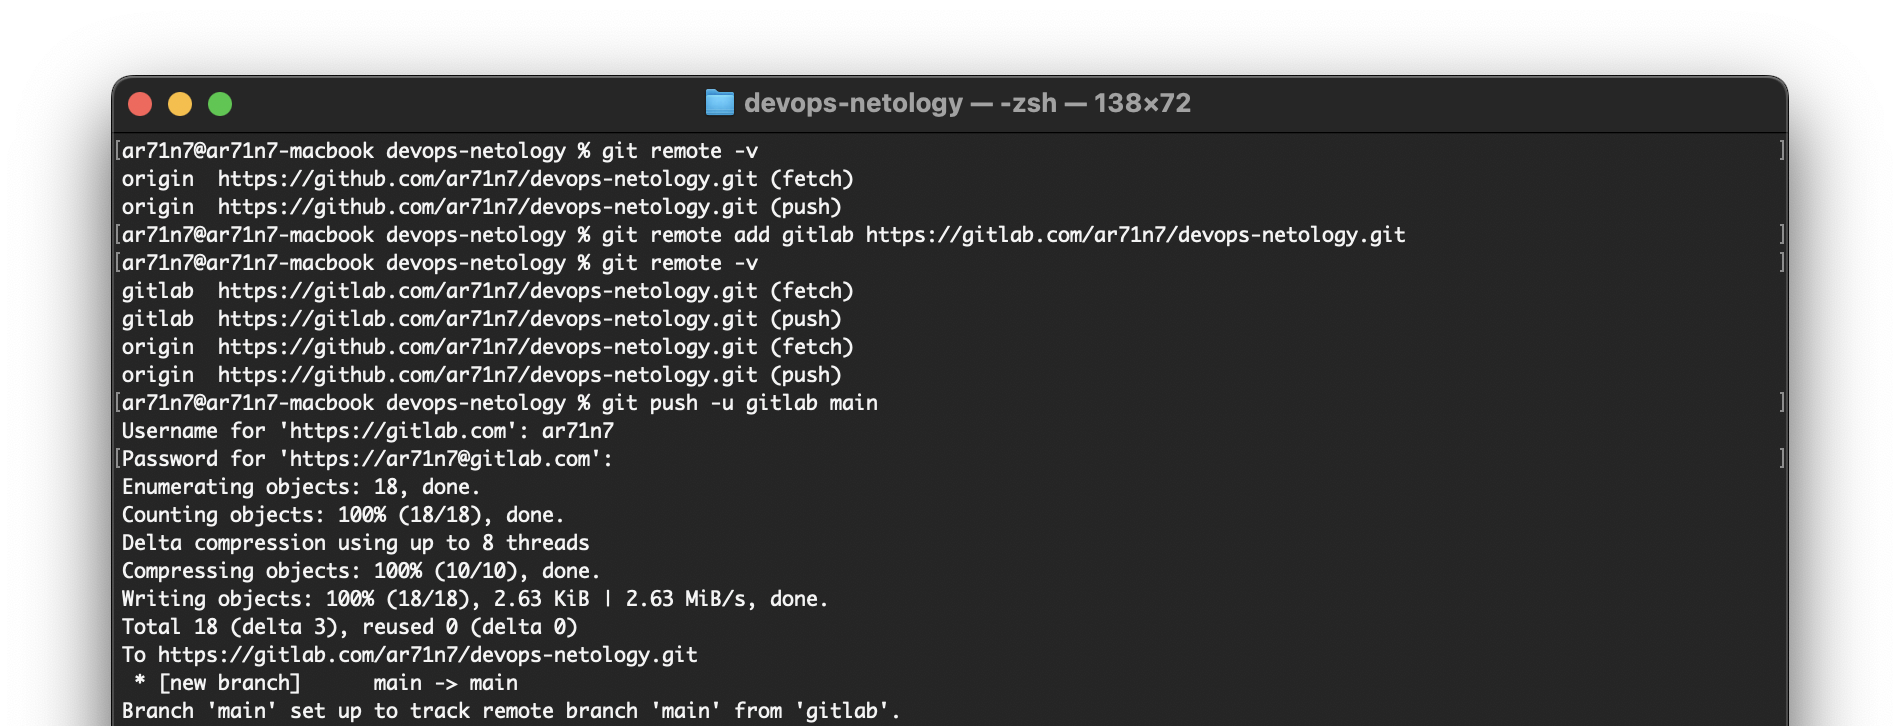 devops-netology — -zsh — 138×72
[ar71n7@ar71n7-macbook devops-netology % git remote -v ]
origin  https://github.com/ar71n7/devops-netology.git (fetch)
origin  https://github.com/ar71n7/devops-netology.git (push)
[ar71n7@ar71n7-macbook devops-netology % git remote add gitlab https://gitlab.com/ar71n7/devops-netology.git ]
[ar71n7@ar71n7-macbook devops-netology % git remote -v ]
gitlab  https://gitlab.com/ar71n7/devops-netology.git (fetch)
gitlab  https://gitlab.com/ar71n7/devops-netology.git (push)
origin  https://github.com/ar71n7/devops-netology.git (fetch)
origin  https://github.com/ar71n7/devops-netology.git (push)
[ar71n7@ar71n7-macbook devops-netology % git push -u gitlab main ]
Username for 'https://gitlab.com': ar71n7
[Password for 'https://ar71n7@gitlab.com': ]
Enumerating objects: 18, done.
Counting objects: 100% (18/18), done.
Delta compression using up to 8 threads
Compressing objects: 100% (10/10), done.
Writing objects: 100% (18/18), 2.63 KiB | 2.63 MiB/s, done.
Total 18 (delta 3), reused 0 (delta 0)
To https://gitlab.com/ar71n7/devops-netology.git
 * [new branch]      main -> main
Branch 'main' set up to track remote branch 'main' from 'gitlab'.